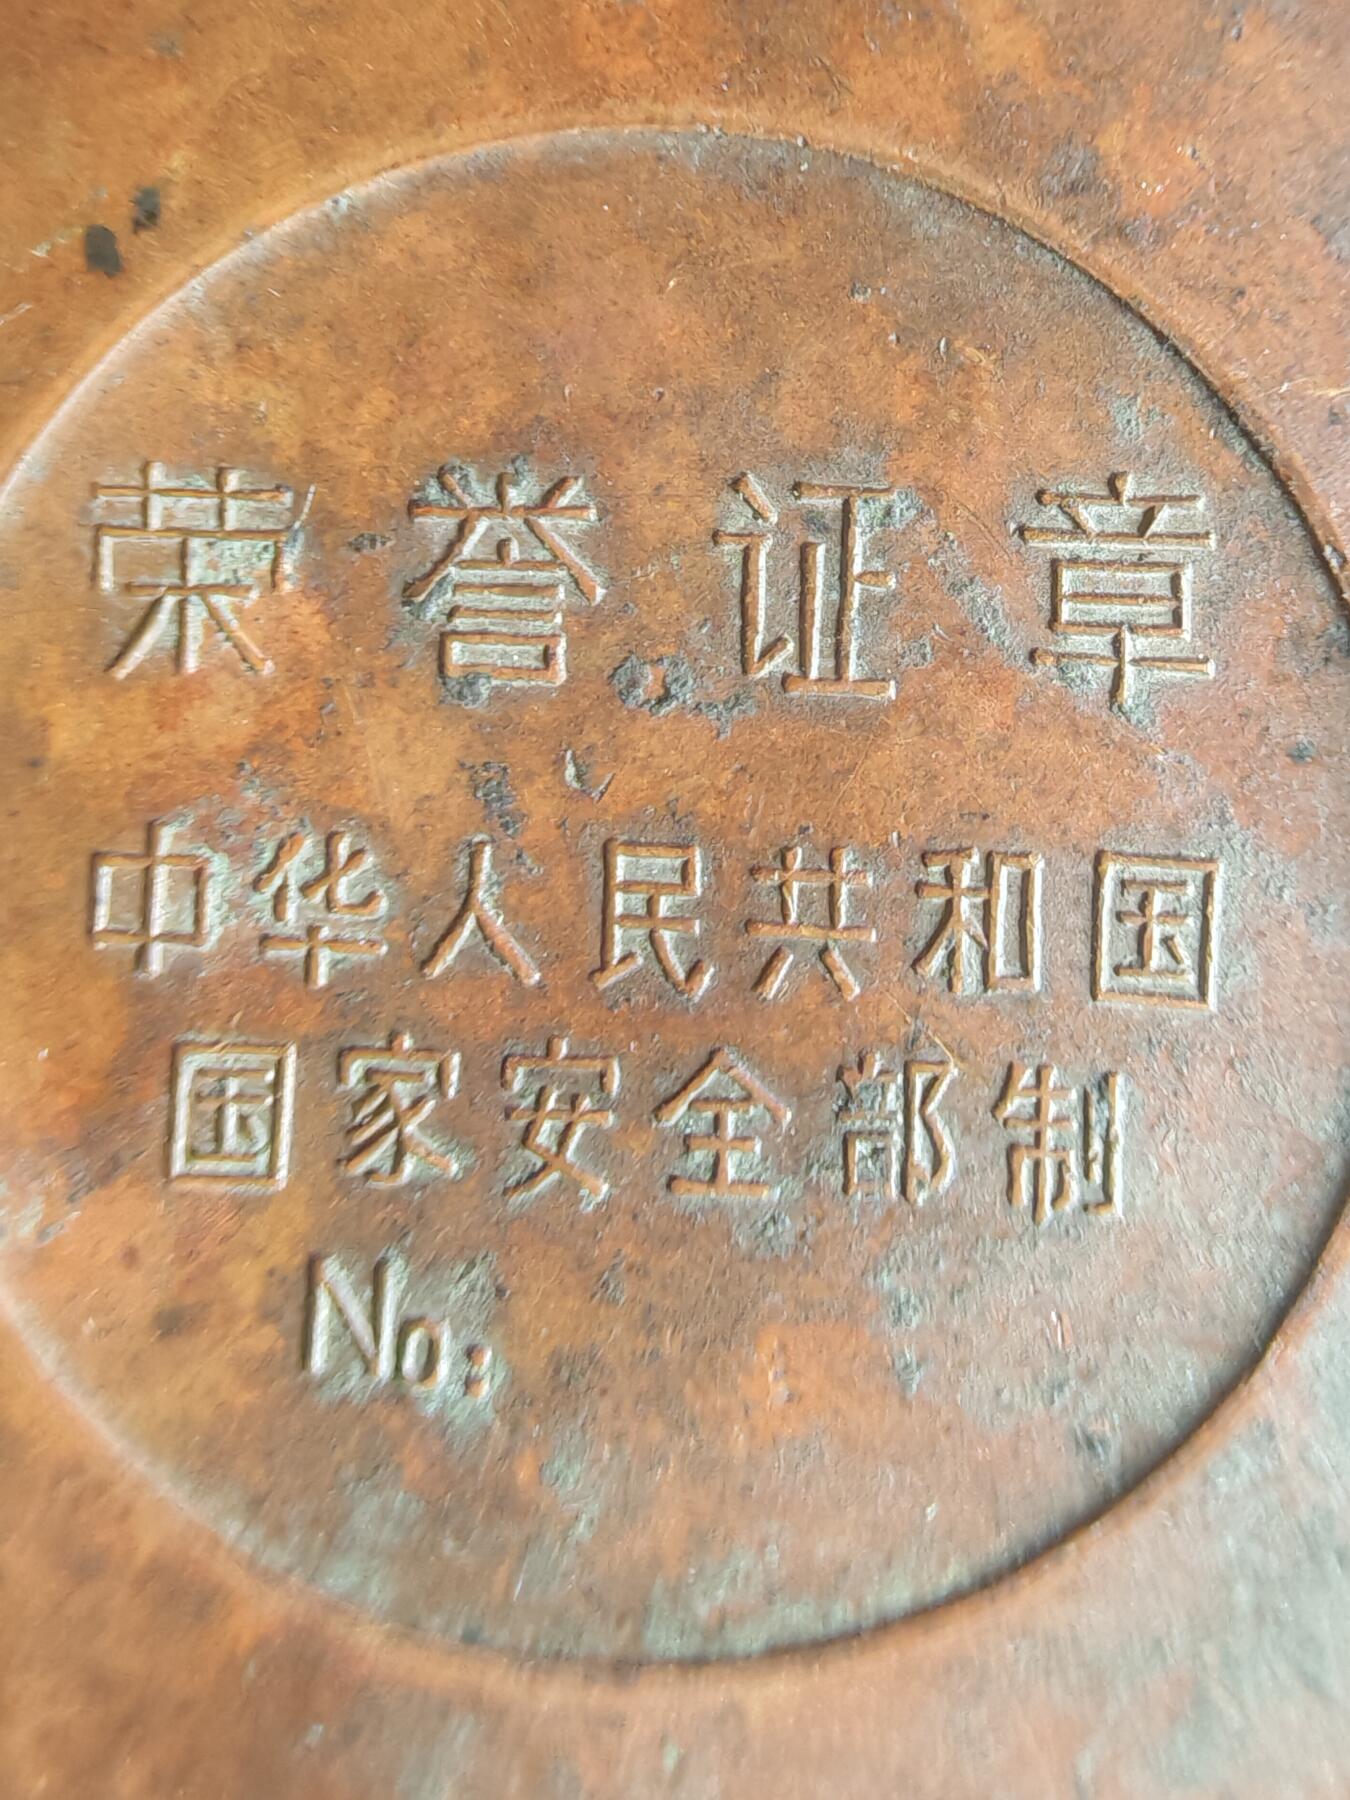 荣誉证章
中华人民共和国
国家安全部制
No: